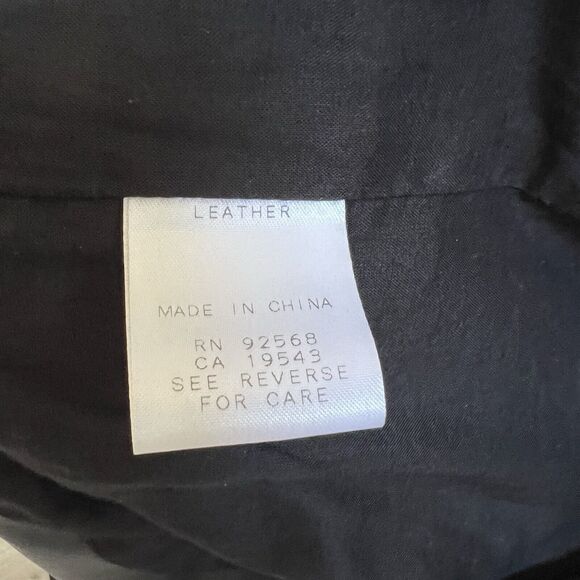 LEATHER
MADE IN CHINA
RN 92568
CA 19543
SEE REVERSE
FOR CARE